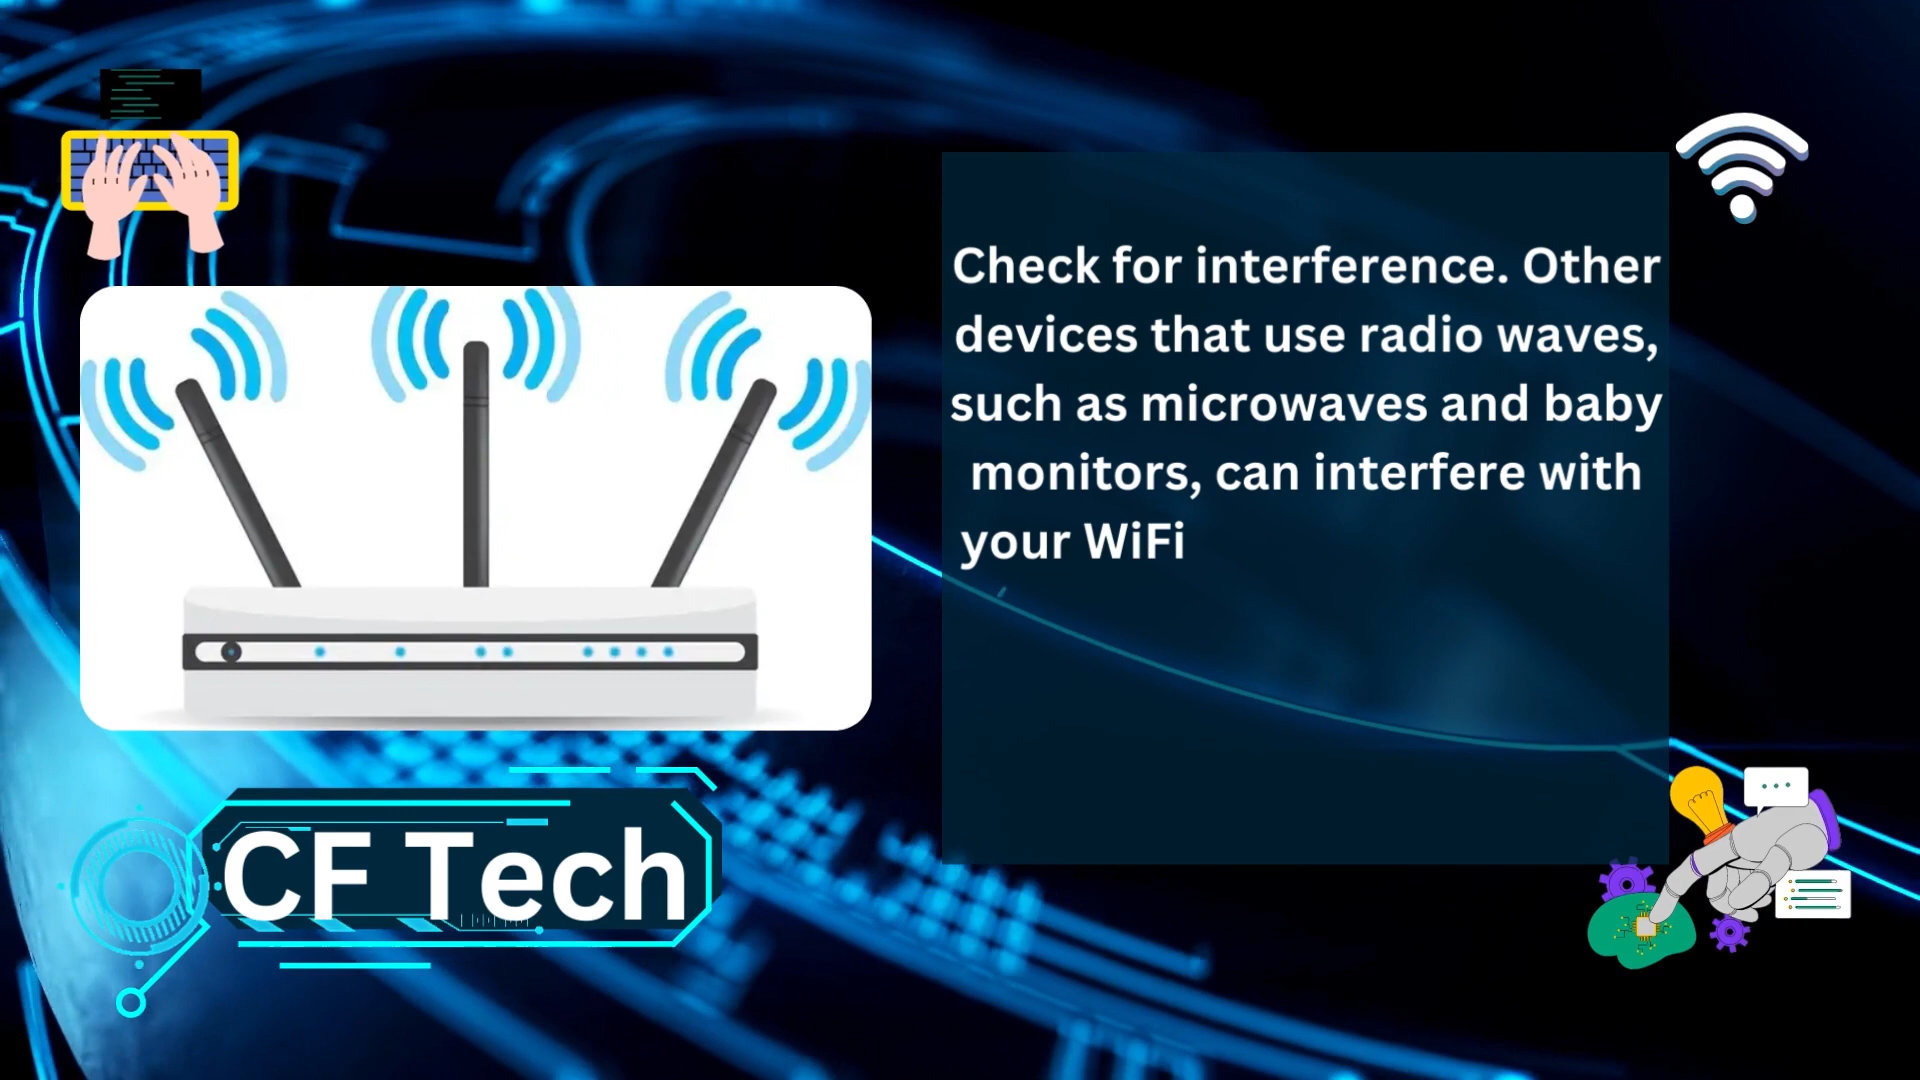 Check for interference. Other
devices that use radio waves,
such as microwaves and baby
monitors, can interfere with
your WiFi
CF Tech